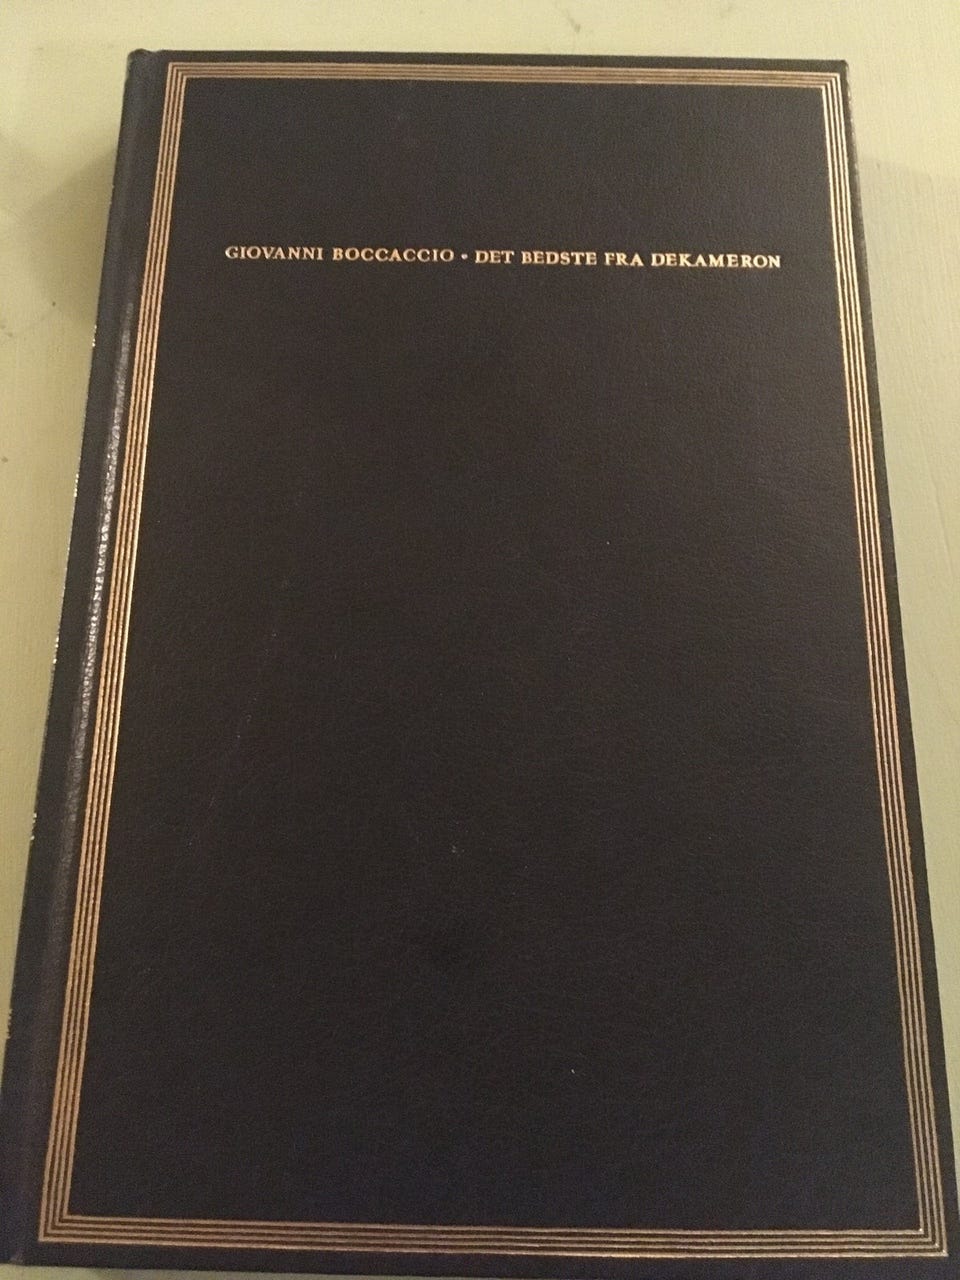 GIOVANNI BOCCACCIO • DET BEDSTE FRA DEKAMERON